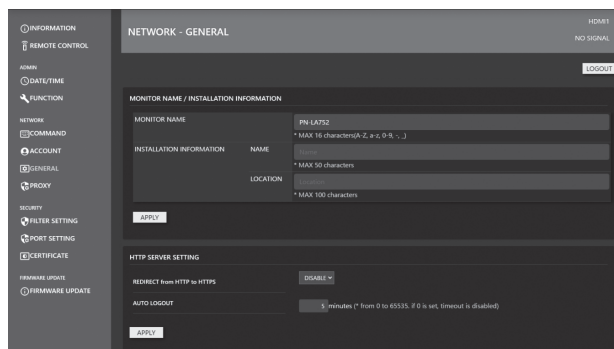 INFORMATION
REMOTE CONTROL
ADMIN
DATE/TIME
FUNCTION
NETWORK
COMMAND
ACCOUNT
GENERAL
PROXY
SECURITY
FILTER SETTING
PORT SETTING
CERTIFICATE
FIRMWARE UPDATE
FIRMWARE UPDATE
NETWORK - GENERAL
HDMI1
NO SIGNAL
LOGOUT
MONITOR NAME / INSTALLATION INFORMATION
MONITOR NAME
PN-LA752
* MAX 16 characters(A-Z, a-z, 0-9, -, _)
INSTALLATION INFORMATION NAME Name
* MAX 50 characters
LOCATION Location
* MAX 100 characters
APPLY
HTTP SERVER SETTING
REDIRECT from HTTP to HTTPS DISABLE
AUTO LOGOUT 5 minutes (* from 0 to 65535. if 0 is set, timeout is disabled)
APPLY